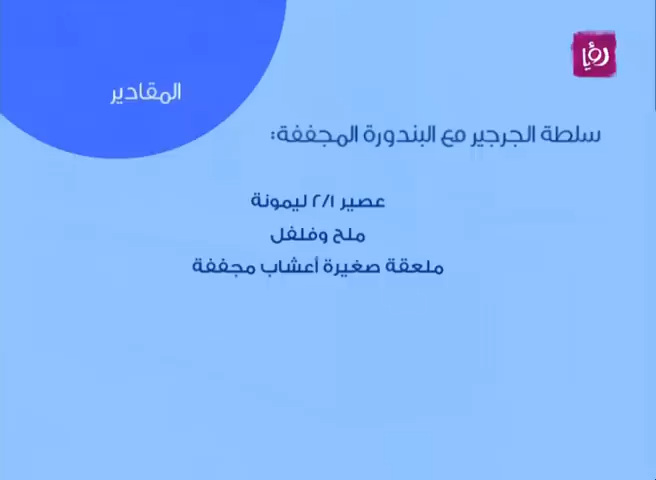 رؤيا
المقادير
سلطة الجرجير مع البندورة المجففة:
عصير ٢/١ ليمونة
ملح وفلفل
ملعقة صغيرة أعشاب مجففة